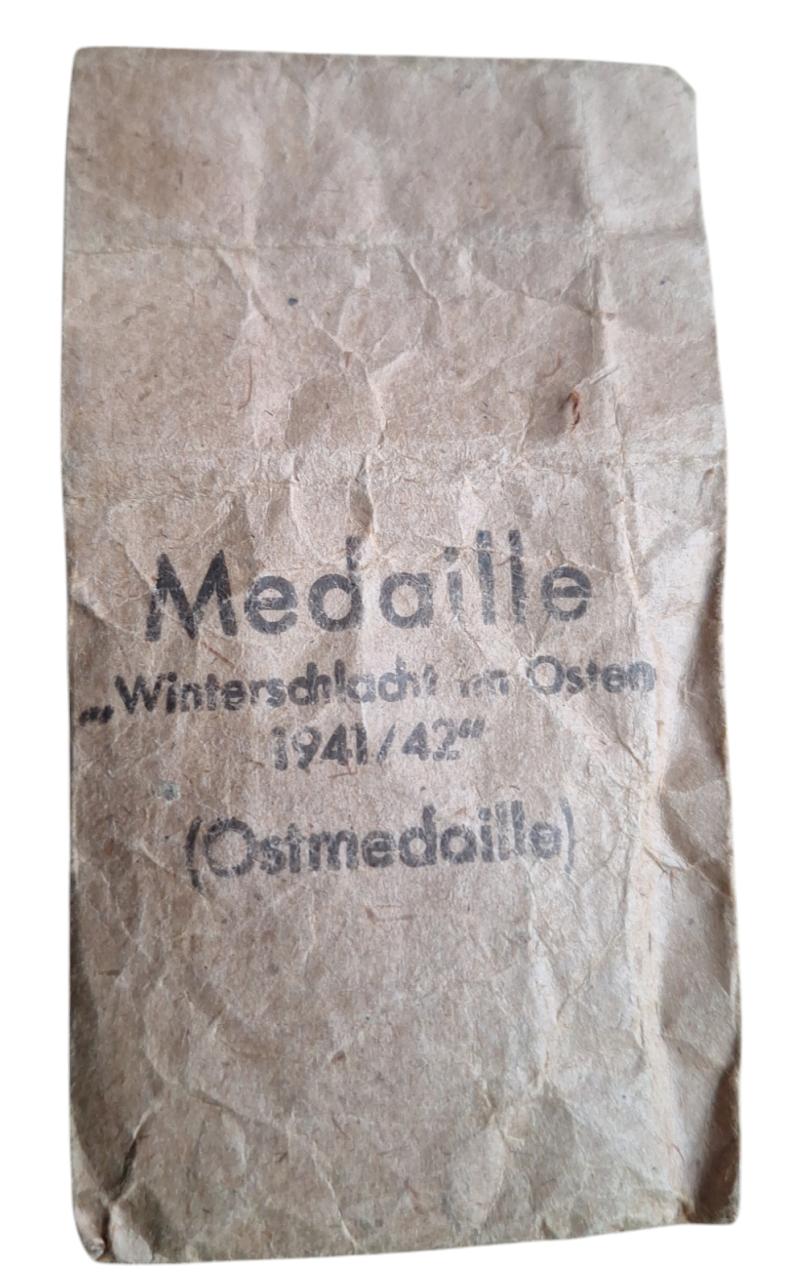 Medaille
„Winterschlacht im Osten
1941/42“
(Ostmedaille)